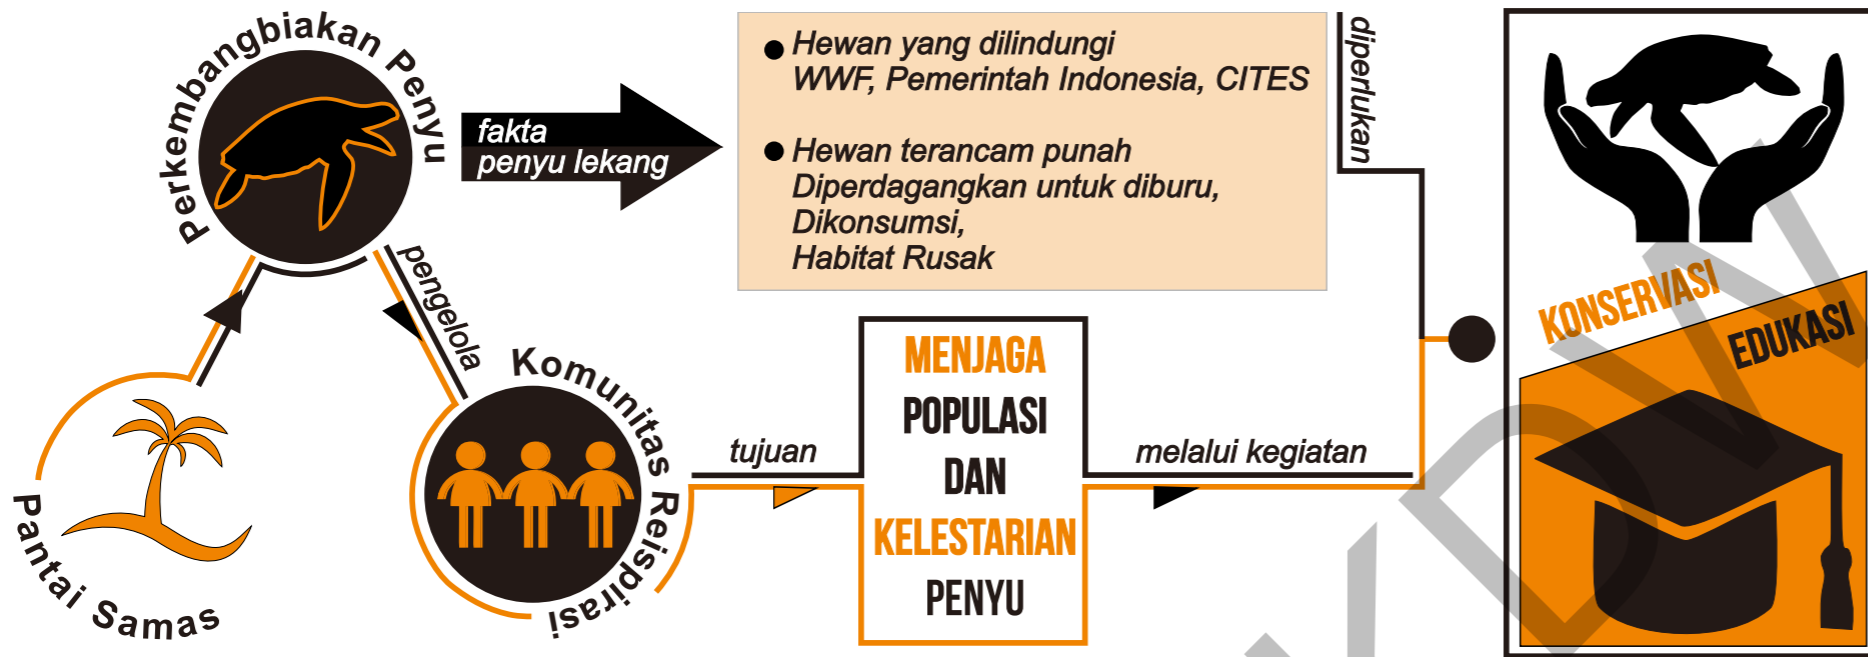 Perkembangbiakan Penyu
fakta
penyu lekang
Hewan yang dilindungi
WWF, Pemerintah Indonesia, CITES
Hewan terancam punah
Diperdagangkan untuk diburu,
Dikonsumsi,
Habitat Rusak
diperlukan
pengelola
Pantai Samas
Komunitas Reispirasi
tujuan
MENJAGA
POPULASI
DAN
KELESTARIAN
PENYU
melalui kegiatan
KONSERVASI
EDUKASI